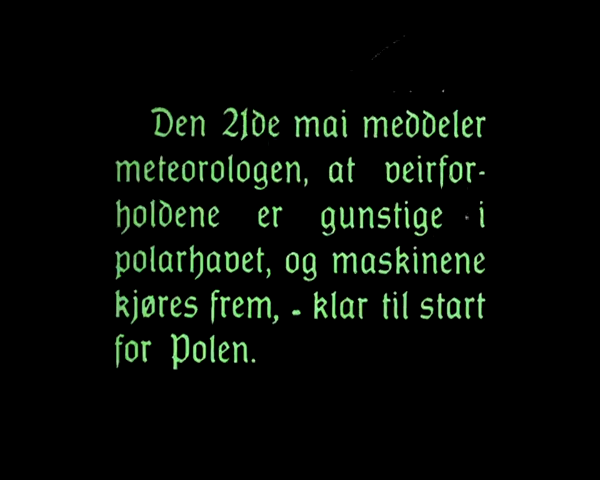 Den 21de mai meddeler
meteorologen, at veirfor-
holdene er gunstige i
polarhavet, og maskinene
kjøres frem, - klar til start
for Polen.